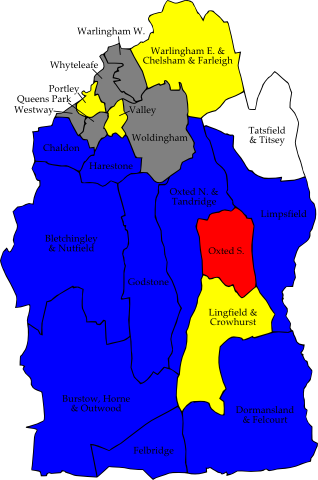 Warlingham W.
Warlingham E. &
Chelsham & Farleigh
Whyteleafe
Portley
Queens Park
Westway
Valley
Tatsfield
& Titsey
Woldingham
Chaldon
Harestone
Oxted N. &
Tandridge
Limpsfield
Bletchingley
& Nutfield
Oxted S.
Godstone
Lingfield &
Crowhurst
Burstow, Horne
& Outwood
Dormansland
& Felcourt
Felbridge